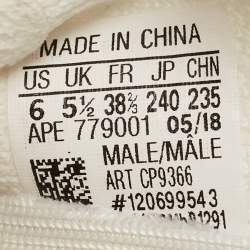 MADE IN CHINA
US UK FR JP CHN
6 5½ 38⅔ 240 235
APE 779001 05/18
MALE/MÂLE
ART CP9366
#120699543